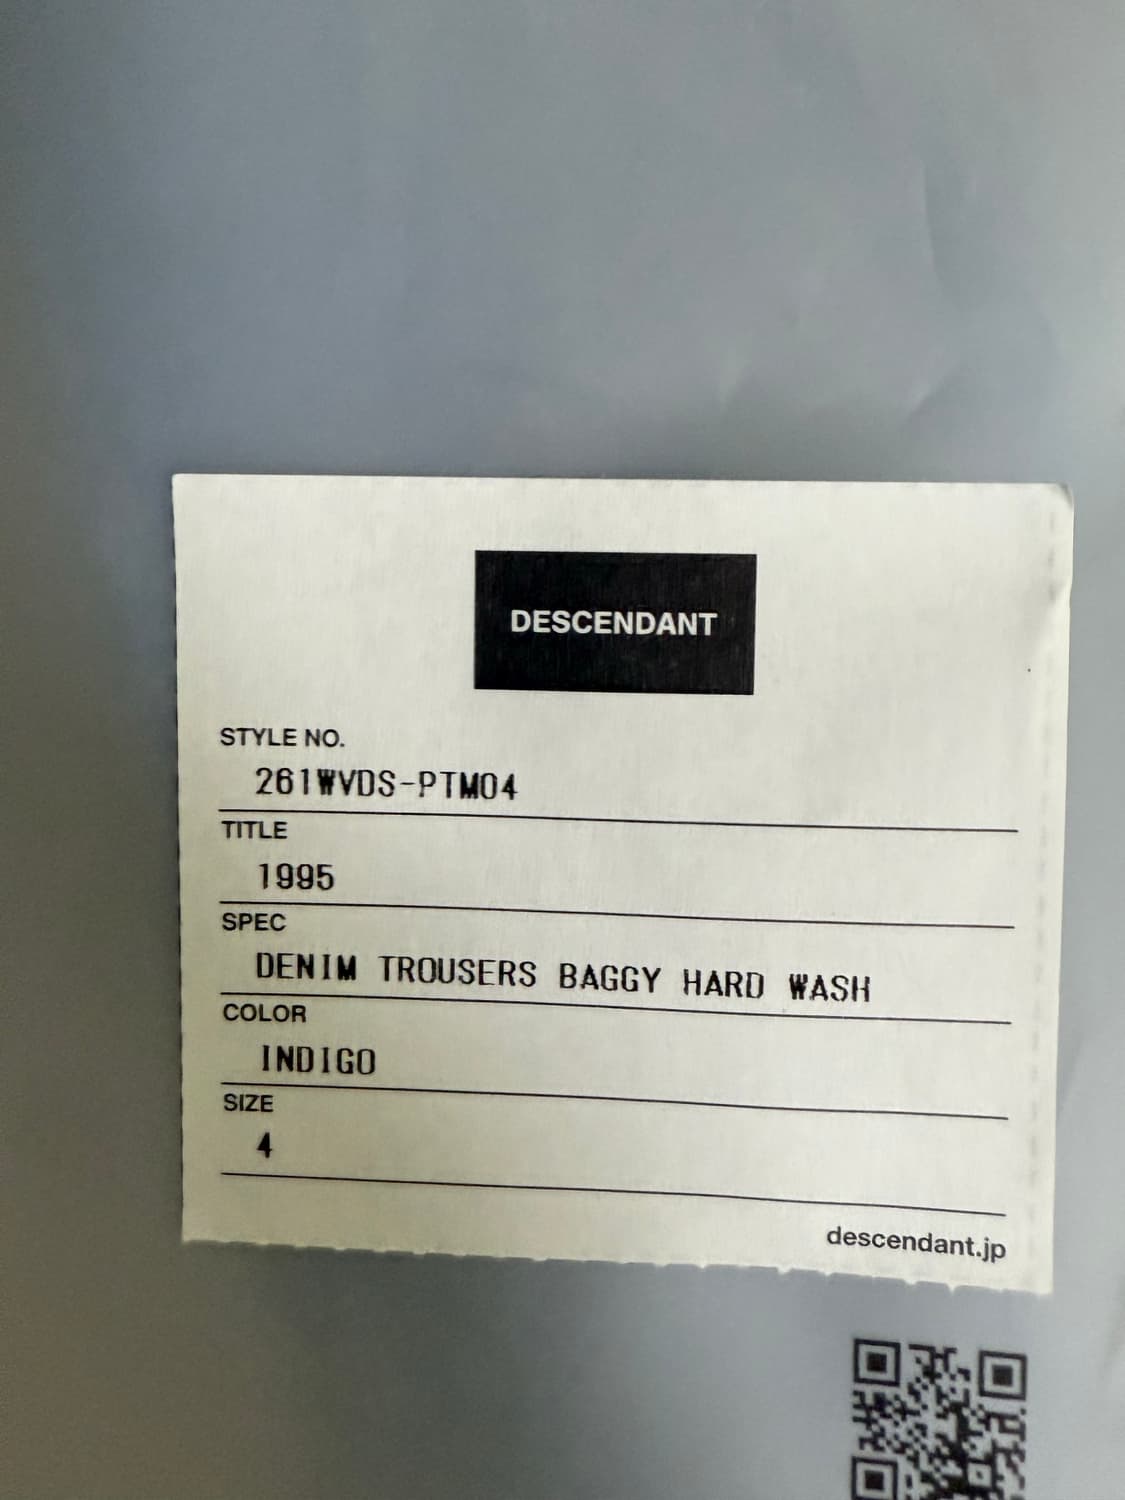 DESCENDANT
STYLE NO.
261WVDS-PTM04
TITLE
1995
SPEC
DENIM TROUSERS BAGGY HARD WASH
COLOR
INDIGO
SIZE
4
descendant.jp